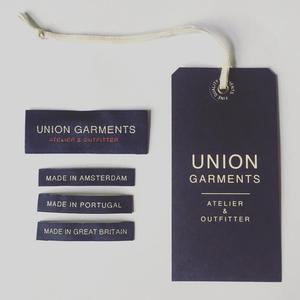 UNION GARMENTS
ATELIER & OUTFITTER
MADE IN AMSTERDAM
MADE IN PORTUGAL
MADE IN GREAT BRITAIN
UNION
GARMENTS
ATELIER
&
OUTFITTER